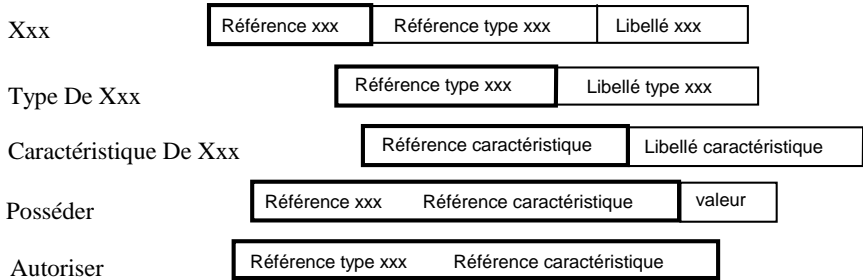 Xxx Référence xxx Référence type xxx Libellé xxx
Type De Xxx Référence type xxx Libellé type xxx
Caractéristique De Xxx Référence caractéristique Libellé caractéristique
Posséder Référence xxx Référence caractéristique valeur
Autoriser Référence type xxx Référence caractéristique